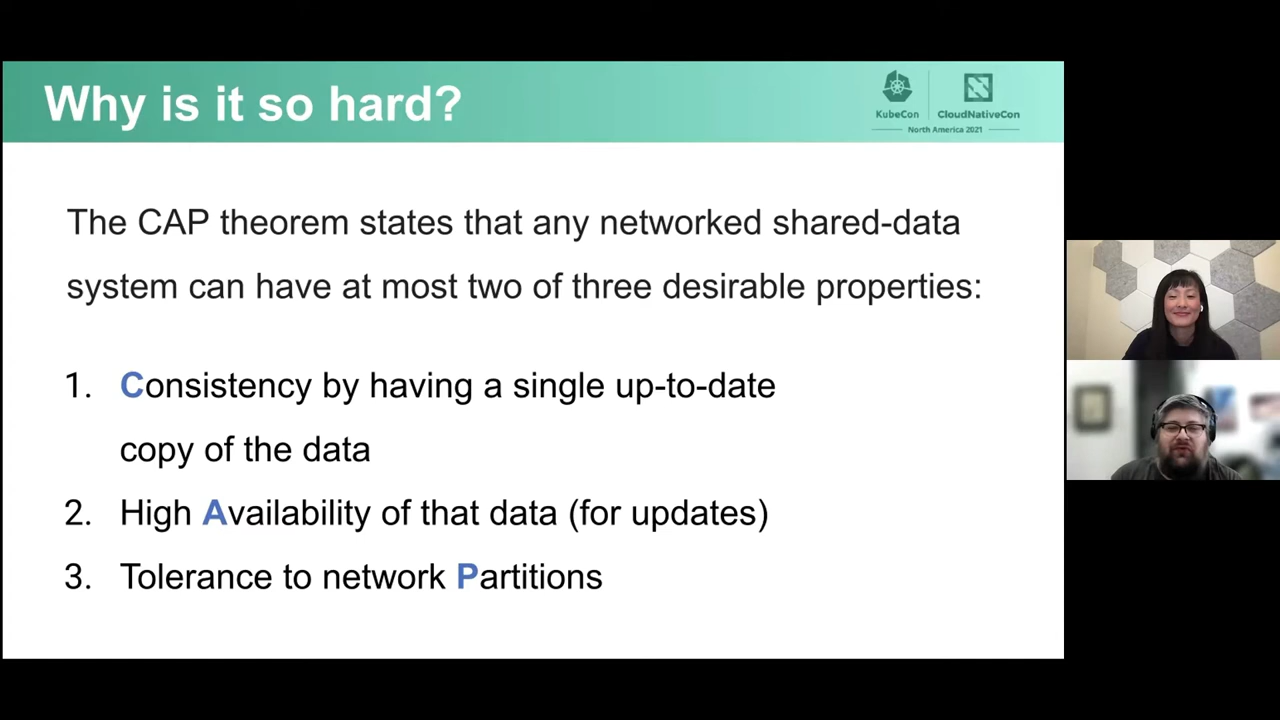 Why is it so hard?
KubeCon
CloudNativeCon
North America 2021
The CAP theorem states that any networked shared-data
system can have at most two of three desirable properties:
1. Consistency by having a single up-to-date
copy of the data
2. High Availability of that data (for updates)
3. Tolerance to network Partitions